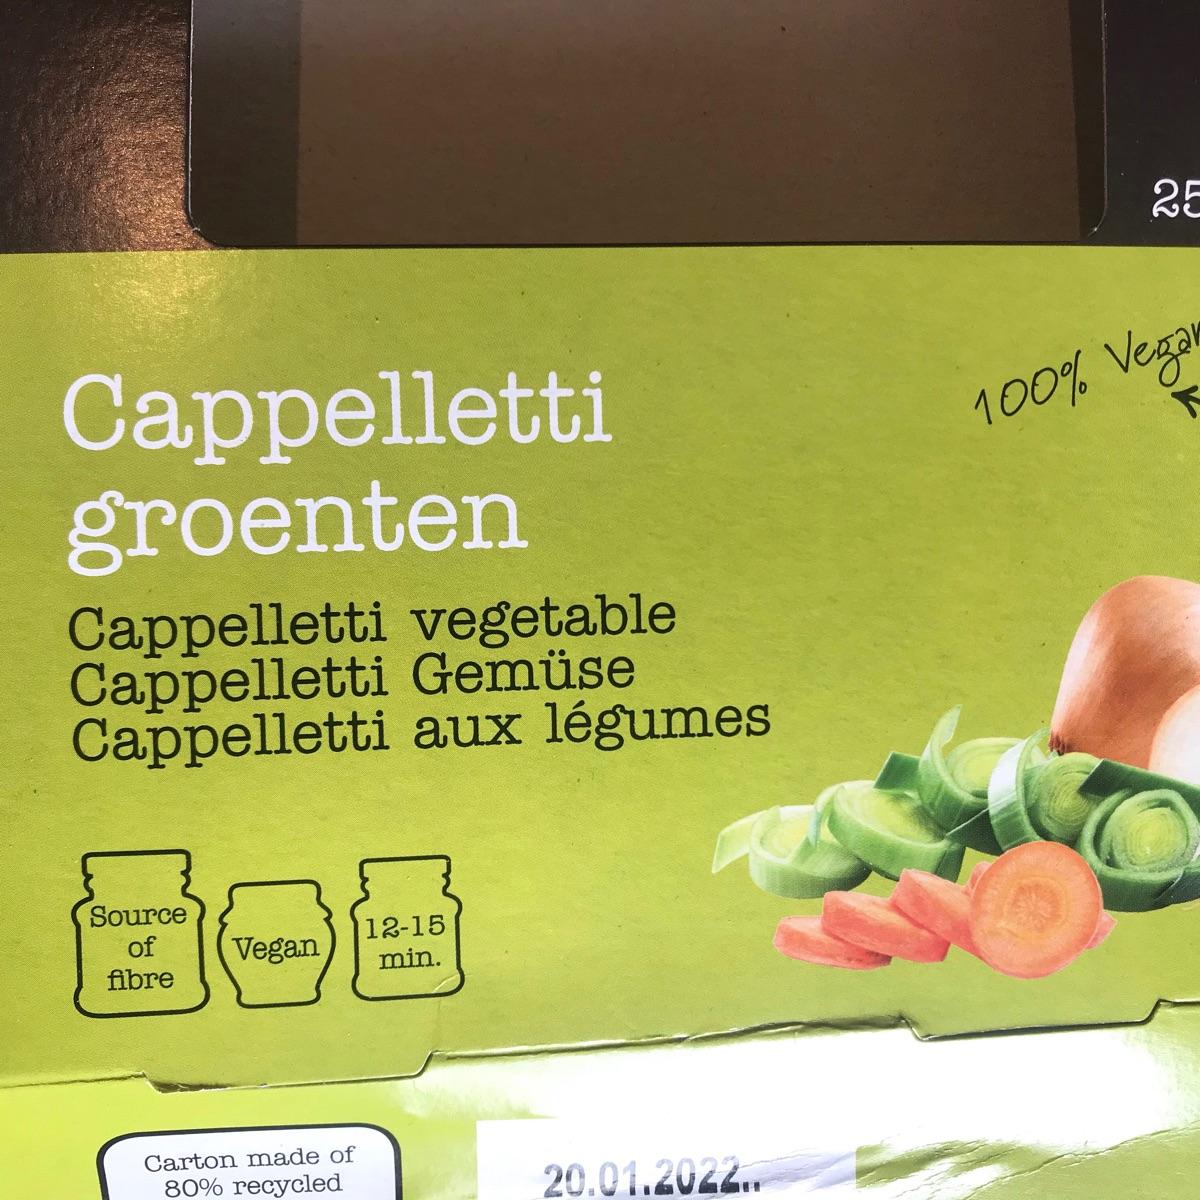 100% Vegan
Cappelletti
groenten
Cappelletti vegetable
Cappelletti Gemüse
Cappelletti aux légumes
Source
of
fibre
Vegan
12-15
min.
Carton made of
80% recycled
20.01.2022..